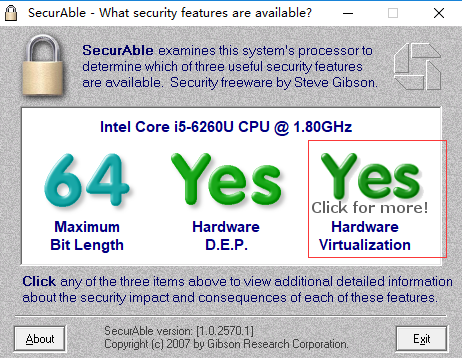 SecurAble - What security features are available?
SecurAble examines this system's processor to
determine which of three useful security features
are available. Security freeware by Steve Gibson.
Intel Core i5-6260U CPU @ 1.80GHz
64 Yes Yes
Click for more!
Maximum Hardware Hardware
Bit Length D.E.P. Virtualization
Click any of the three items above to view additional detailed information
about the security impact and consequences of each of these features.
About SecurAble version: [1.0.2570.1] Exit
Copyright (c) 2007 by Gibson Research Corporation.